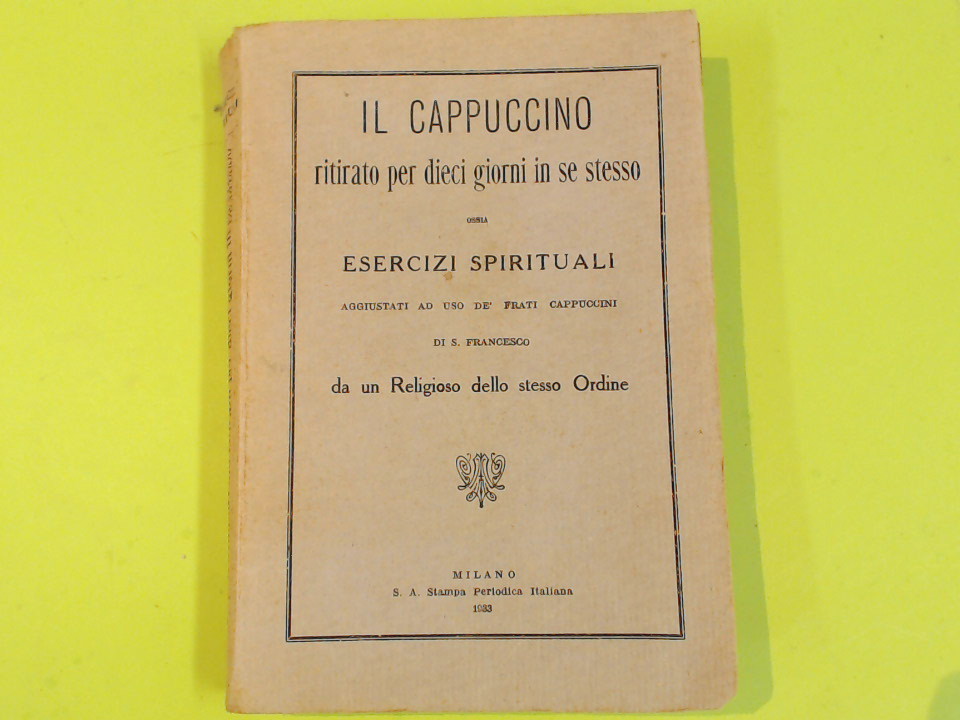 IL CAPPUCCINO
ritirato per dieci giorni in se stesso
OSSIA
ESERCIZI SPIRITUALI
AGGIUSTATI AD USO DE' FRATI CAPPUCCINI
DI S. FRANCESCO
da un Religioso dello stesso Ordine
MILANO
S. A. Stampa Periodica Italiana
1933